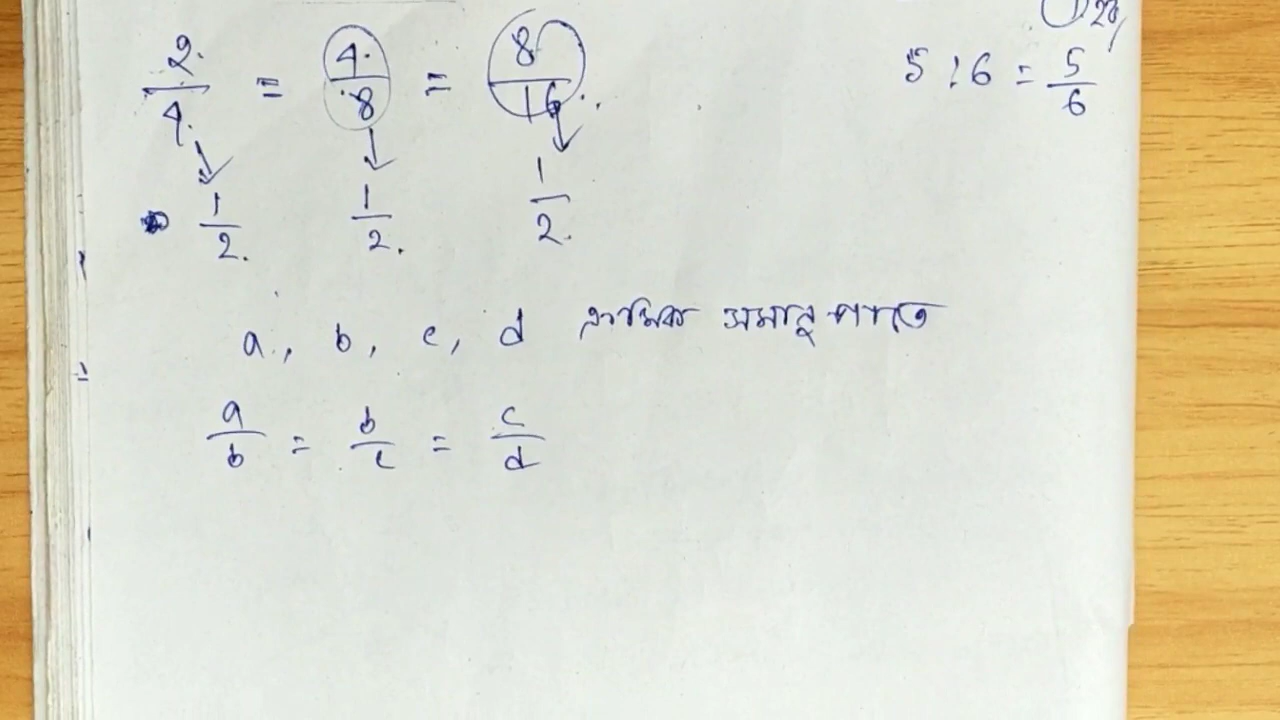 2/4 = 4/8 = 8/16
5 : 6 = 5/6
1/2 1/2 1/2
a, b, c, d ক্রমিক সমানুপাতে
a/b = b/c = c/d